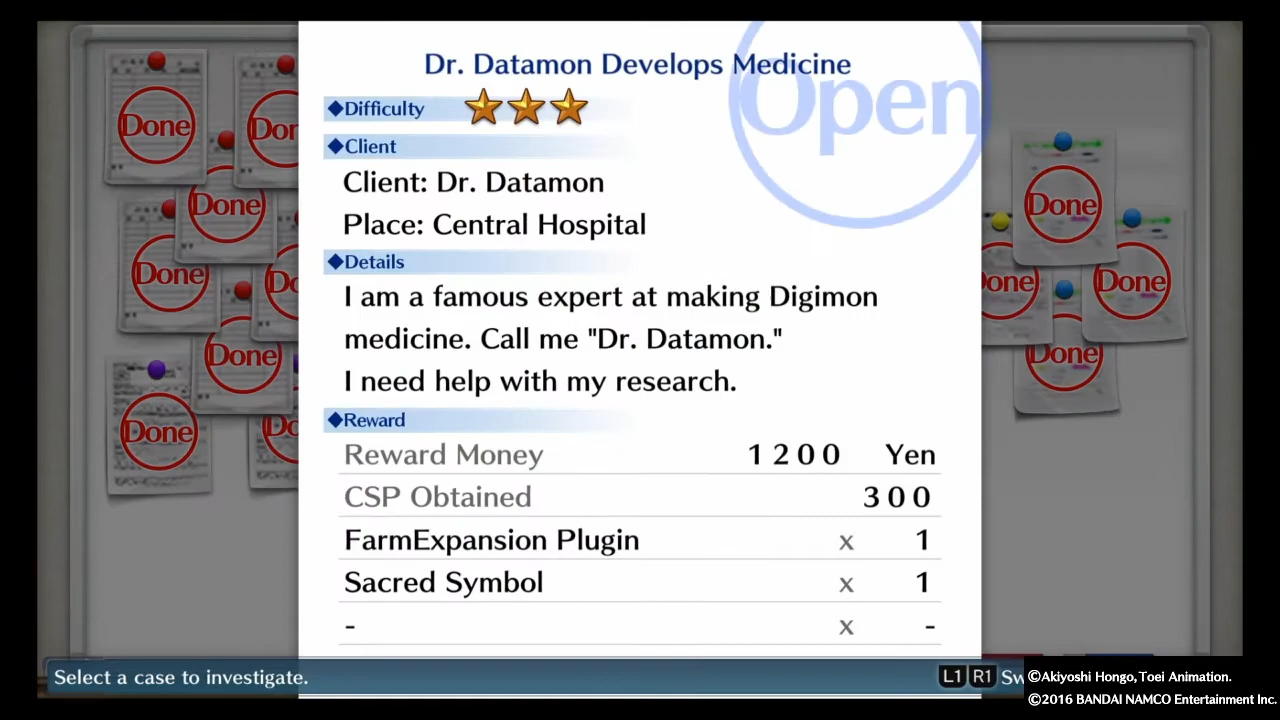 Dr. Datamon Develops Medicine
Open
◆Difficulty
◆Client
Client: Dr. Datamon
Place: Central Hospital
◆Details
I am a famous expert at making Digimon
medicine. Call me "Dr. Datamon."
I need help with my research.
◆Reward
Reward Money 1200 Yen
CSP Obtained 300
FarmExpansion Plugin x 1
Sacred Symbol x 1
- x -
Done
Done
Done
Done
Done
Done
Done
Done
Done
Done
Select a case to investigate.
L1 R1 Sw
©Akiyoshi Hongo,Toei Animation.
©2016 BANDAI NAMCO Entertainment Inc.